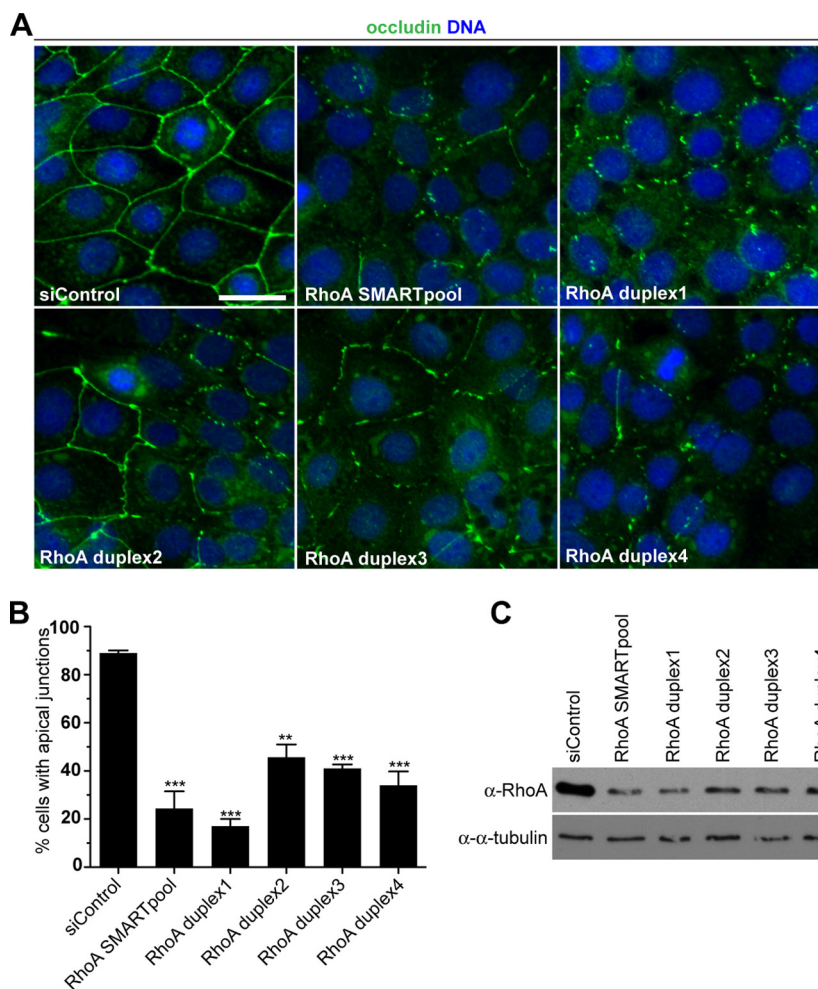 A
occludin DNA
siControl
RhoA SMARTpool
RhoA duplex1
RhoA duplex2
RhoA duplex3
RhoA duplex4
B
% cells with apical junctions
100
80
60
40
20
0
***
***
**
***
***
siControl
RhoA SMARTpool
RhoA duplex1
RhoA duplex2
RhoA duplex3
RhoA duplex4
C
siControl
RhoA SMARTpool
RhoA duplex1
RhoA duplex2
RhoA duplex3
α-RhoA
α-α-tubulin